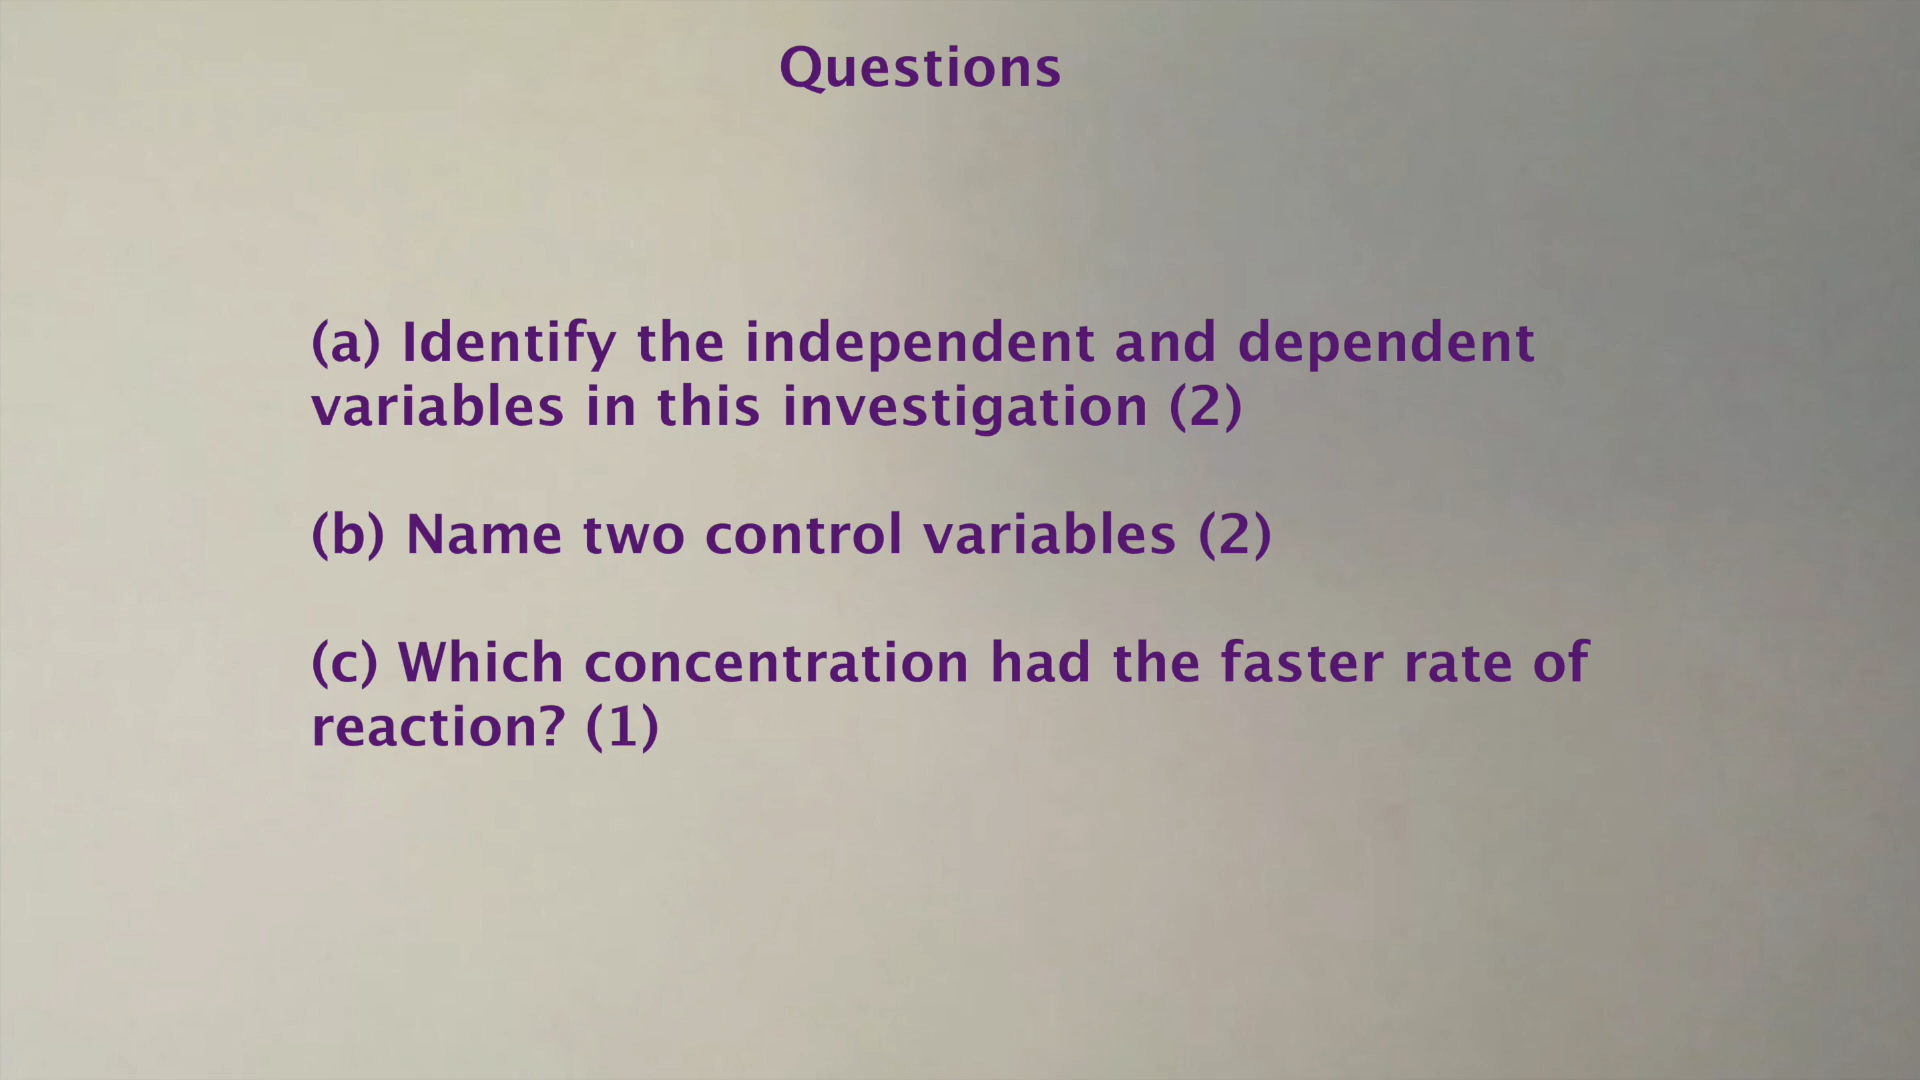 Questions
(a) Identify the independent and dependent
variables in this investigation (2)
(b) Name two control variables (2)
(c) Which concentration had the faster rate of
reaction? (1)